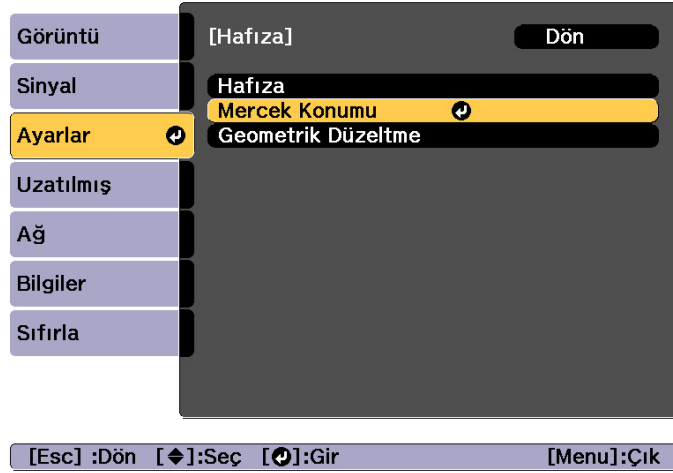 Görüntü
Sinyal
Ayarlar
Uzatılmış
Ağ
Bilgiler
Sıfırla
[Hafıza] Dön
Hafıza
Mercek Konumu
Geometrik Düzeltme
[Esc] :Dön [◆]:Seç [↵]:Gir [Menu]:Çık